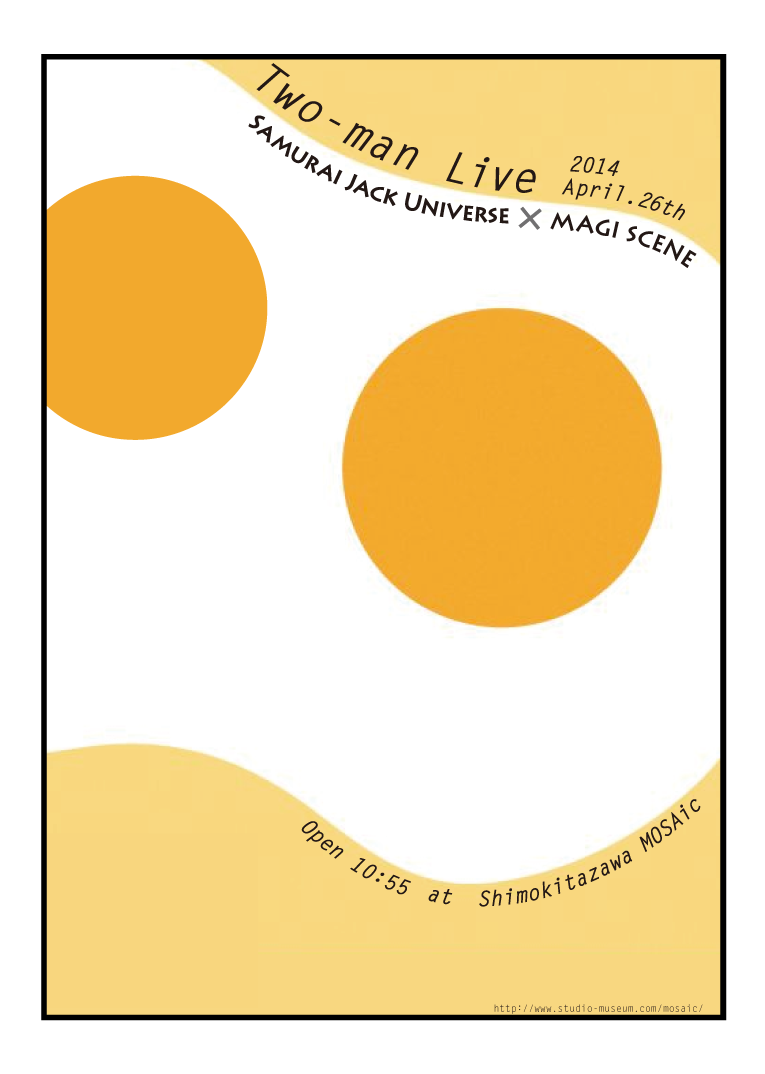 Two-man Live
2014
April.26th
SAMURAI JACK UNIVERSE × MAGI SCENE
Open 10:55 at Shimokitazawa MOSAic
http://www.studio-museum.com/mosaic/